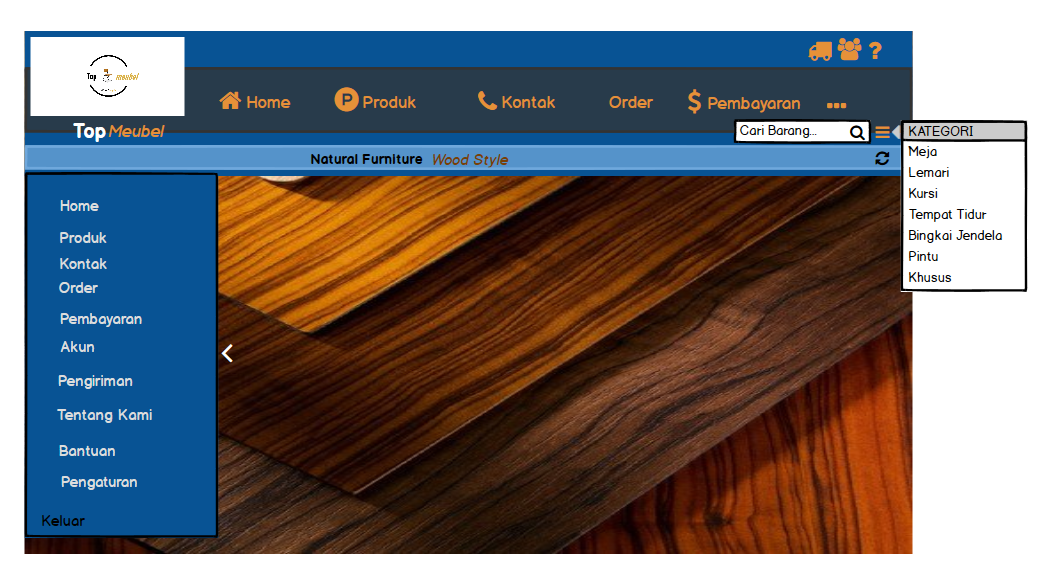 Top meubel
?
Home
P Produk
Kontak
Order
$ Pembayaran
Top Meubel
Cari Barang...
KATEGORI
Meja
Lemari
Kursi
Tempat Tidur
Bingkai Jendela
Pintu
Khusus
Natural Furniture Wood Style
Home
Produk
Kontak
Order
Pembayaran
Akun
Pengiriman
Tentang Kami
Bantuan
Pengaturan
Keluar